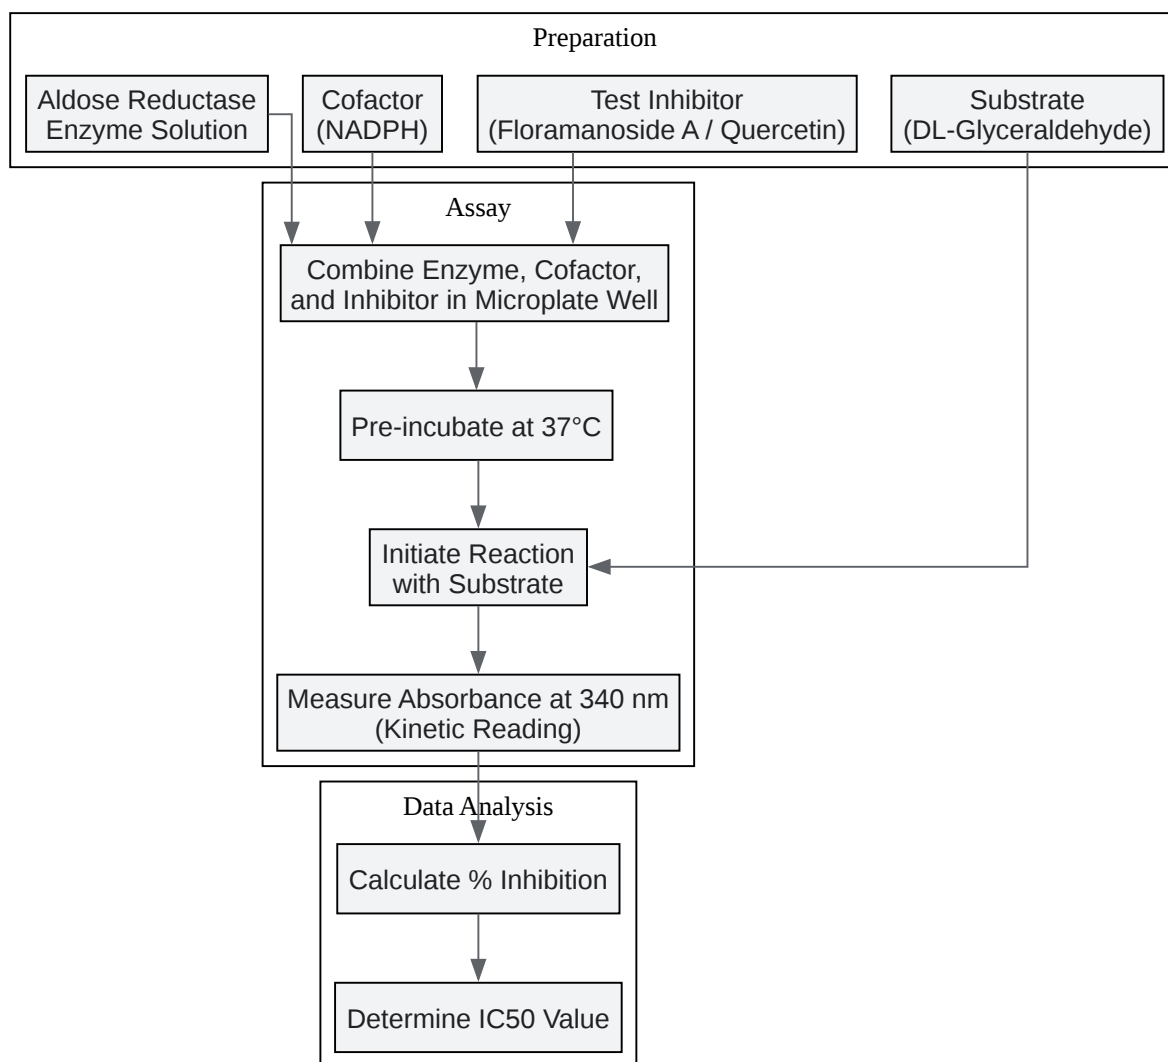 Preparation
Aldose Reductase
Enzyme Solution
Cofactor
(NADPH)
Test Inhibitor
(Floramanoside A / Quercetin)
Substrate
(DL-Glyceraldehyde)
Assay
Combine Enzyme, Cofactor,
and Inhibitor in Microplate Well
Pre-incubate at 37°C
Initiate Reaction
with Substrate
Measure Absorbance at 340 nm
(Kinetic Reading)
Data Analysis
Calculate % Inhibition
Determine IC50 Value